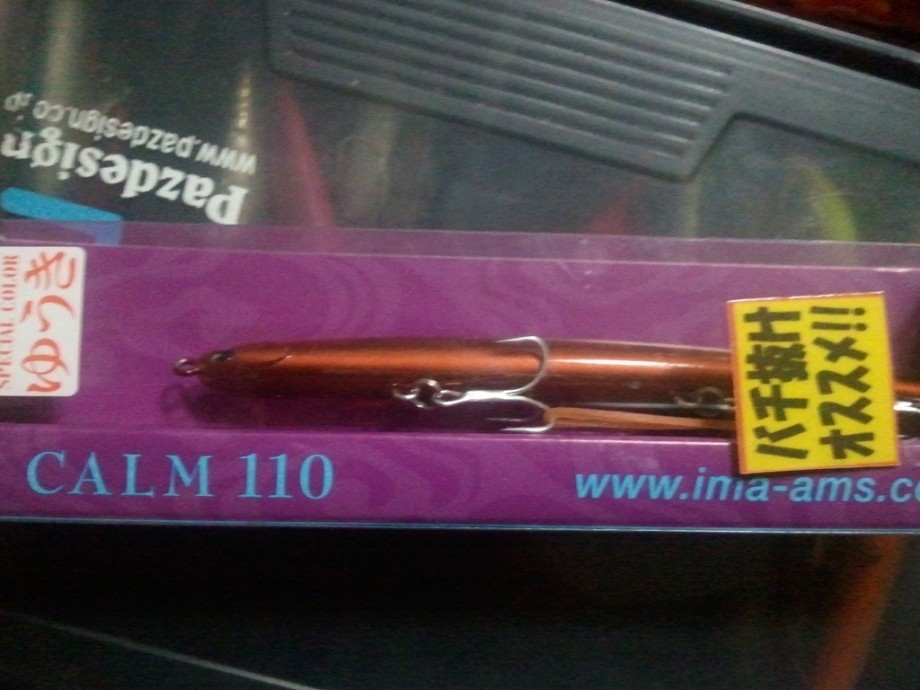 www.pazdesign.co.jp
Pazdesign
SPECIAL COLOR
ゆうき
バチ抜け
オススメ!!
CALM 110
www.ima-ams.co